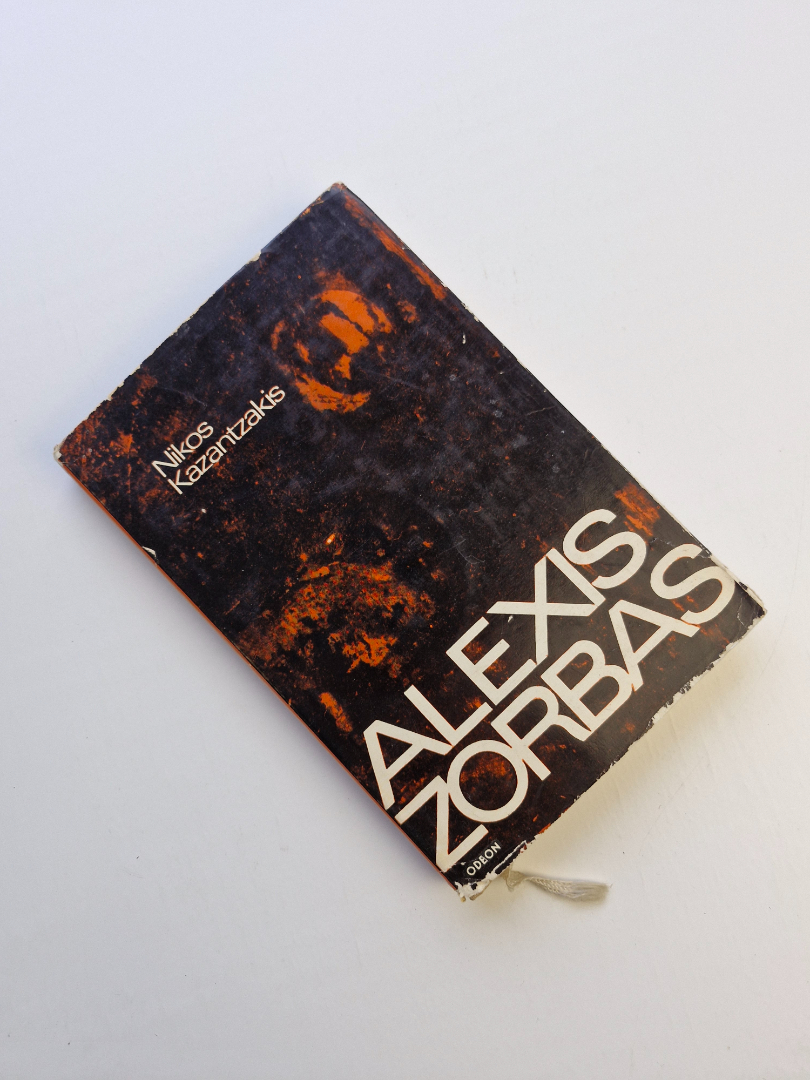 Nikos
Kazantzakis
ALEXIS
ZORBAS
ODEON